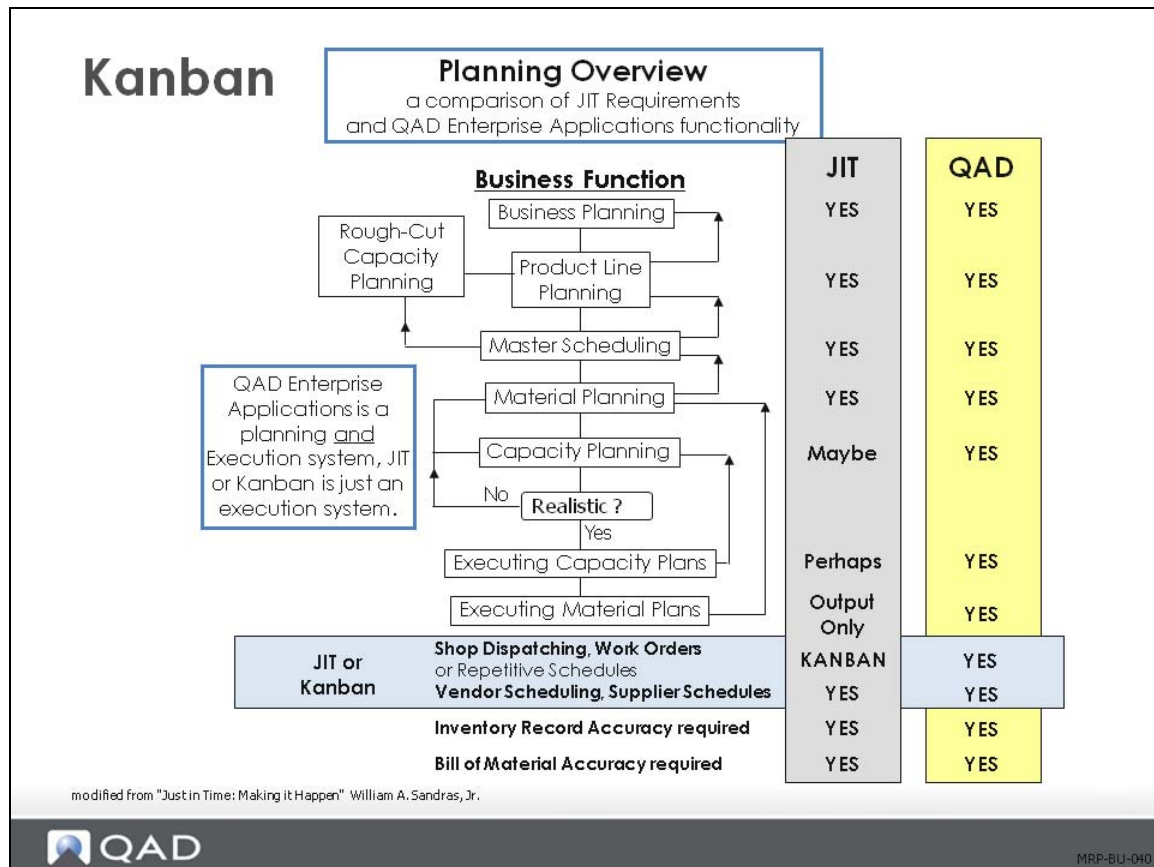 Kanban
Planning Overview
a comparison of JIT Requirements
and QAD Enterprise Applications functionality
JIT
QAD
Business Function
Business Planning
YES
YES
Rough-Cut
Capacity
Planning
Product Line
Planning
YES
YES
Master Scheduling
YES
YES
QAD Enterprise
Applications is a
planning and
Execution system, JIT
or Kanban is just an
execution system.
Material Planning
YES
YES
Capacity Planning
Maybe
YES
No
Realistic ?
Yes
Executing Capacity Plans
Perhaps
YES
Executing Material Plans
Output
Only
YES
JIT or
Kanban
Shop Dispatching, Work Orders
or Repetitive Schedules
KANBAN
YES
Vendor Scheduling, Supplier Schedules
YES
YES
Inventory Record Accuracy required
YES
YES
Bill of Material Accuracy required
YES
YES
modified from "Just in Time: Making it Happen" William A. Sandras, Jr.
QAD
MRP-BU-040